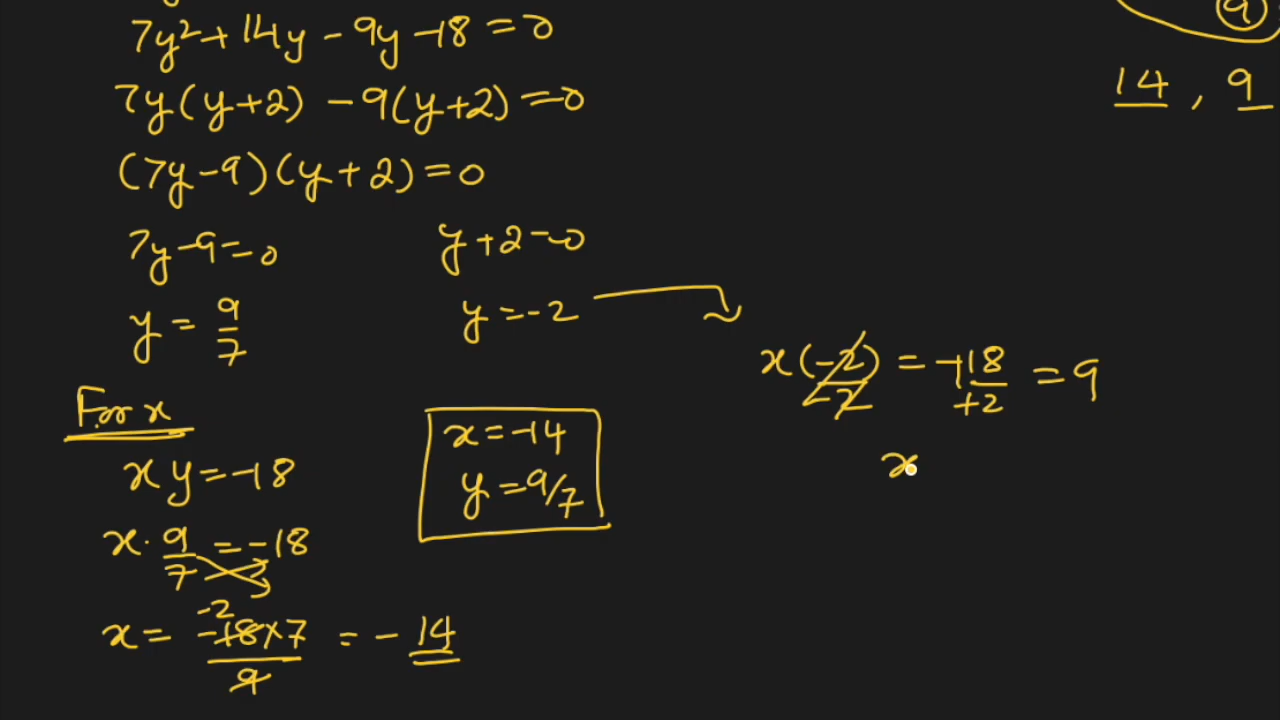 7y²+14y-9y-18=0
7y(y+2) -9(y+2)=0
(7y-9)(y+2)=0
7y-9=0
y = 9/7
y+2=0
y=-2
For x
xy=-18
x·9/7=-18
x= -18×7/9 = -14
-2
x=-14
y=9/7
x(-2)/-2 = -18/+2 = 9
x
9
14, 9